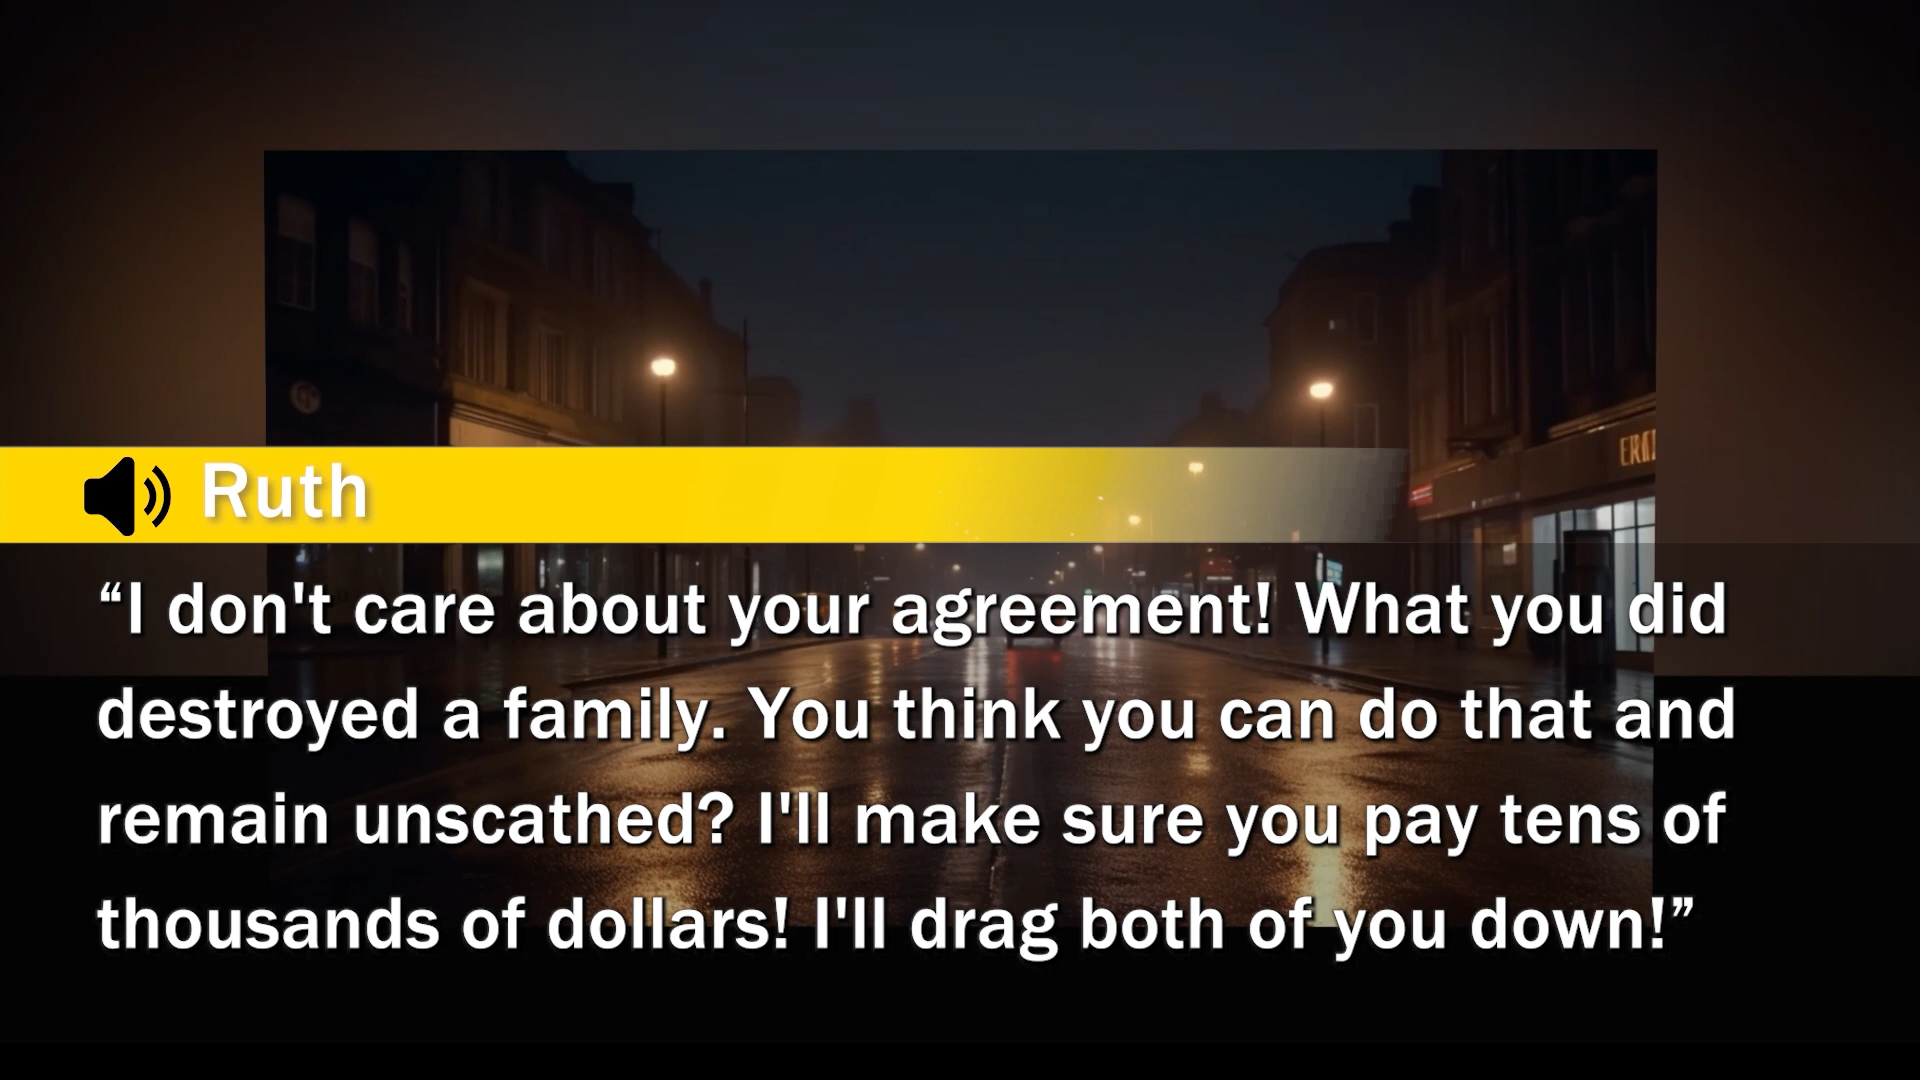 Ruth
“I don't care about your agreement! What you did
destroyed a family. You think you can do that and
remain unscathed? I'll make sure you pay tens of
thousands of dollars! I'll drag both of you down!”